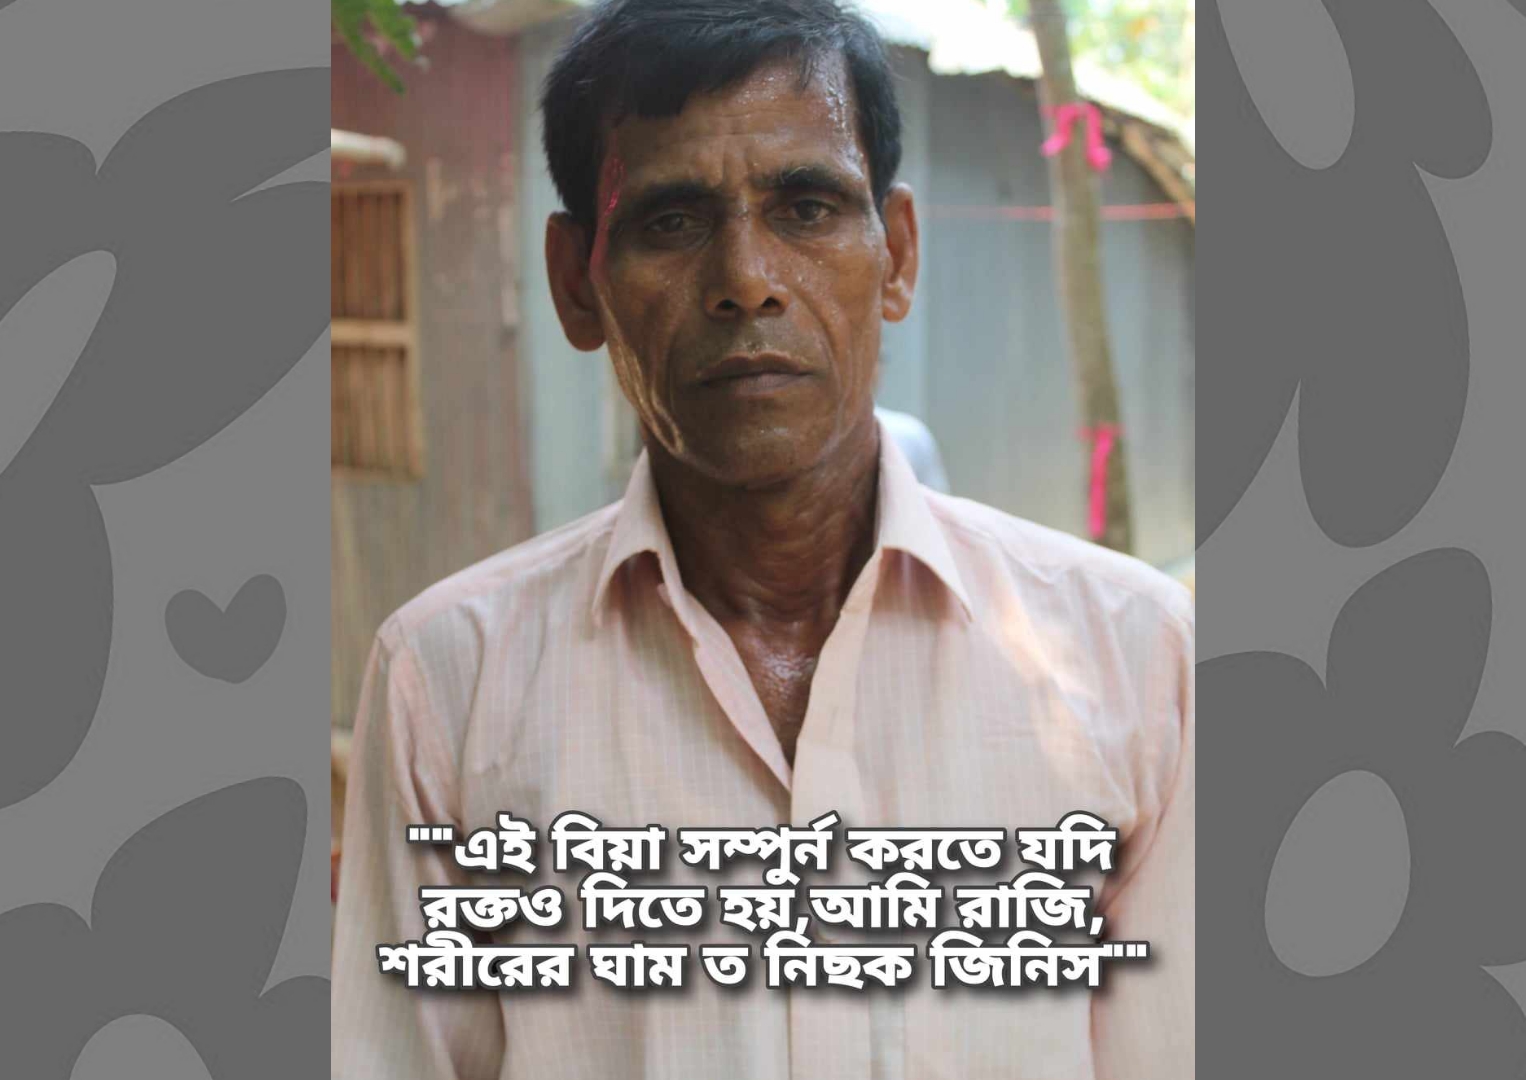 ""এই বিয়া সম্পুর্ন করতে যদি
রক্তও দিতে হয়,আমি রাজি,
শরীরের ঘাম ত নিছক জিনিস""